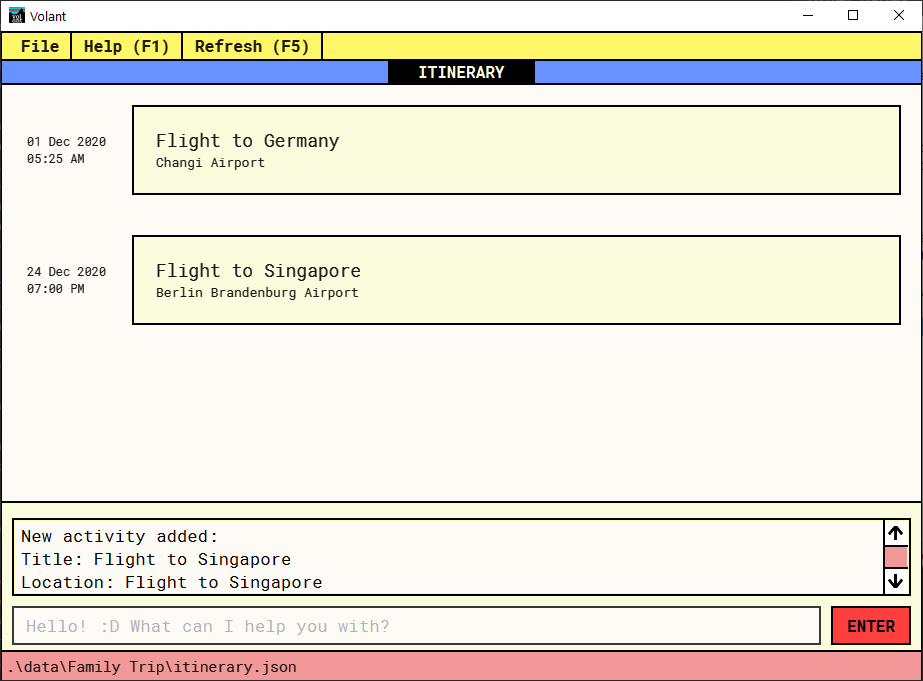 Volant
File Help (F1) Refresh (F5)
ITINERARY
01 Dec 2020
05:25 AM
Flight to Germany
Changi Airport
24 Dec 2020
07:00 PM
Flight to Singapore
Berlin Brandenburg Airport
New activity added:
Title: Flight to Singapore
Location: Flight to Singapore
Hello! :D What can I help you with?
ENTER
.\data\Family Trip\itinerary.json